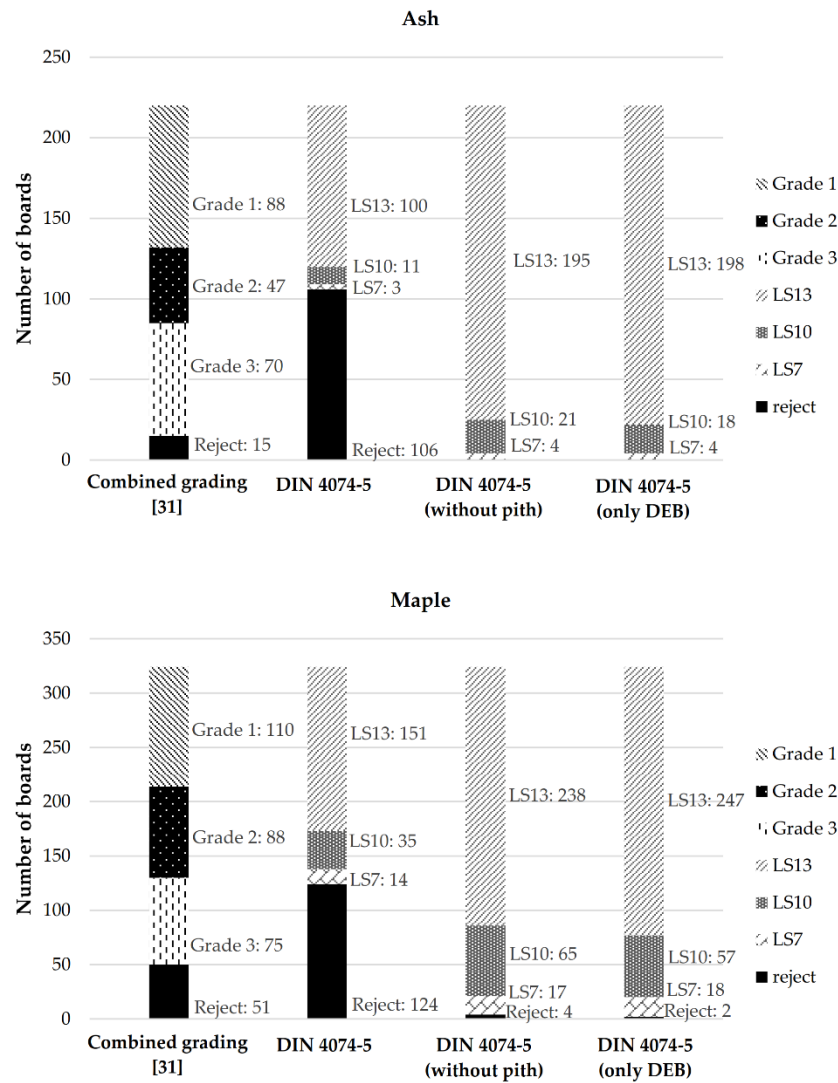 Ash
250
200
150
100
50
0
Number of boards
Grade 1: 88
Grade 2: 47
Grade 3: 70
Reject: 15
LS13: 100
LS10: 11
LS7: 3
Reject: 106
LS13: 195
LS10: 21
LS7: 4
LS13: 198
LS10: 18
LS7: 4
Combined grading
[31]
DIN 4074-5
DIN 4074-5
(without pith)
DIN 4074-5
(only DEB)
Grade 1
Grade 2
Grade 3
LS13
LS10
LS7
reject
Maple
350
300
250
200
150
100
50
0
Number of boards
Grade 1: 110
Grade 2: 88
Grade 3: 75
Reject: 51
LS13: 151
LS10: 35
LS7: 14
Reject: 124
LS13: 238
LS10: 65
LS7: 17
Reject: 4
LS13: 247
LS10: 57
LS7: 18
Reject: 2
Combined grading
[31]
DIN 4074-5
DIN 4074-5
(without pith)
DIN 4074-5
(only DEB)
Grade 1
Grade 2
Grade 3
LS13
LS10
LS7
reject